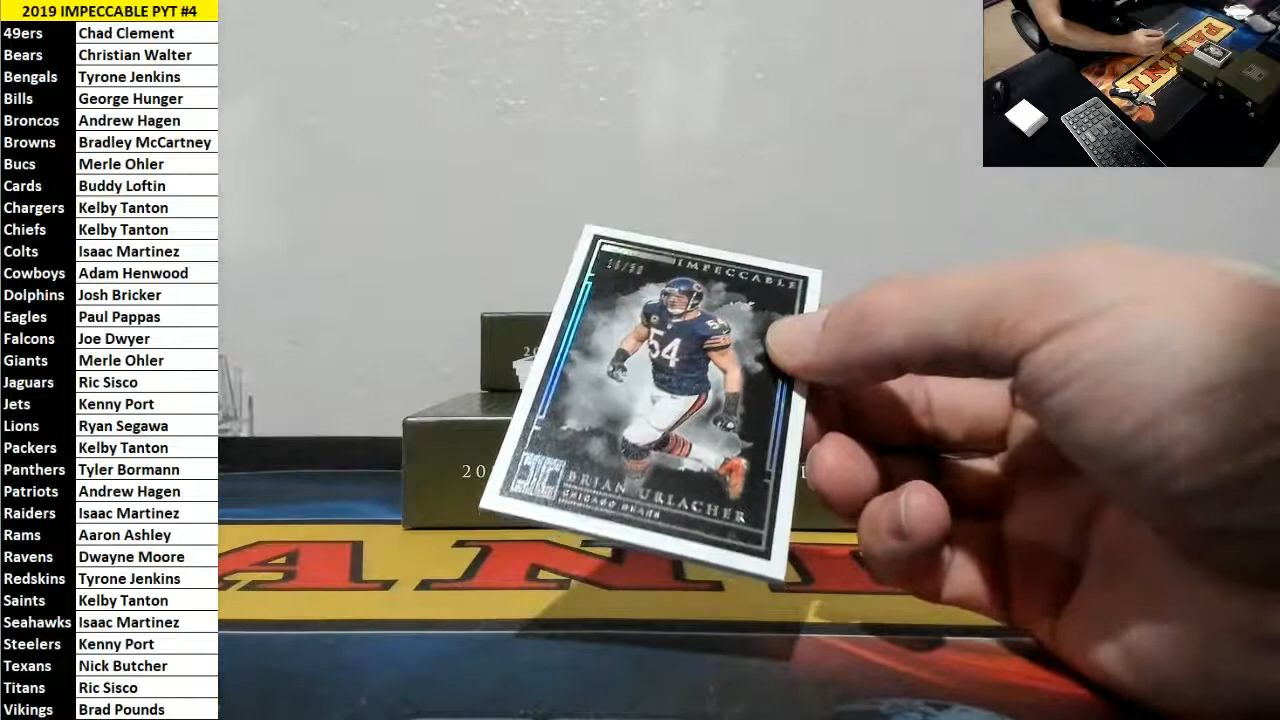 2019 IMPECCABLE PYT #4
49ers Chad Clement
Bears Christian Walter
Bengals Tyrone Jenkins
Bills George Hunger
Broncos Andrew Hagen
Browns Bradley McCartney
Bucs Merle Ohler
Cards Buddy Loftin
Chargers Kelby Tanton
Chiefs Kelby Tanton
Colts Isaac Martinez
Cowboys Adam Henwood
Dolphins Josh Bricker
Eagles Paul Pappas
Falcons Joe Dwyer
Giants Merle Ohler
Jaguars Ric Sisco
Jets Kenny Port
Lions Ryan Segawa
Packers Kelby Tanton
Panthers Tyler Bormann
Patriots Andrew Hagen
Raiders Isaac Martinez
Rams Aaron Ashley
Ravens Dwayne Moore
Redskins Tyrone Jenkins
Saints Kelby Tanton
Seahawks Isaac Martinez
Steelers Kenny Port
Texans Nick Butcher
Titans Ric Sisco
Vikings Brad Pounds
IMPECCABLE
54
54
BRIAN URLACHER
CHICAGO BEARS
20
20
PANINI